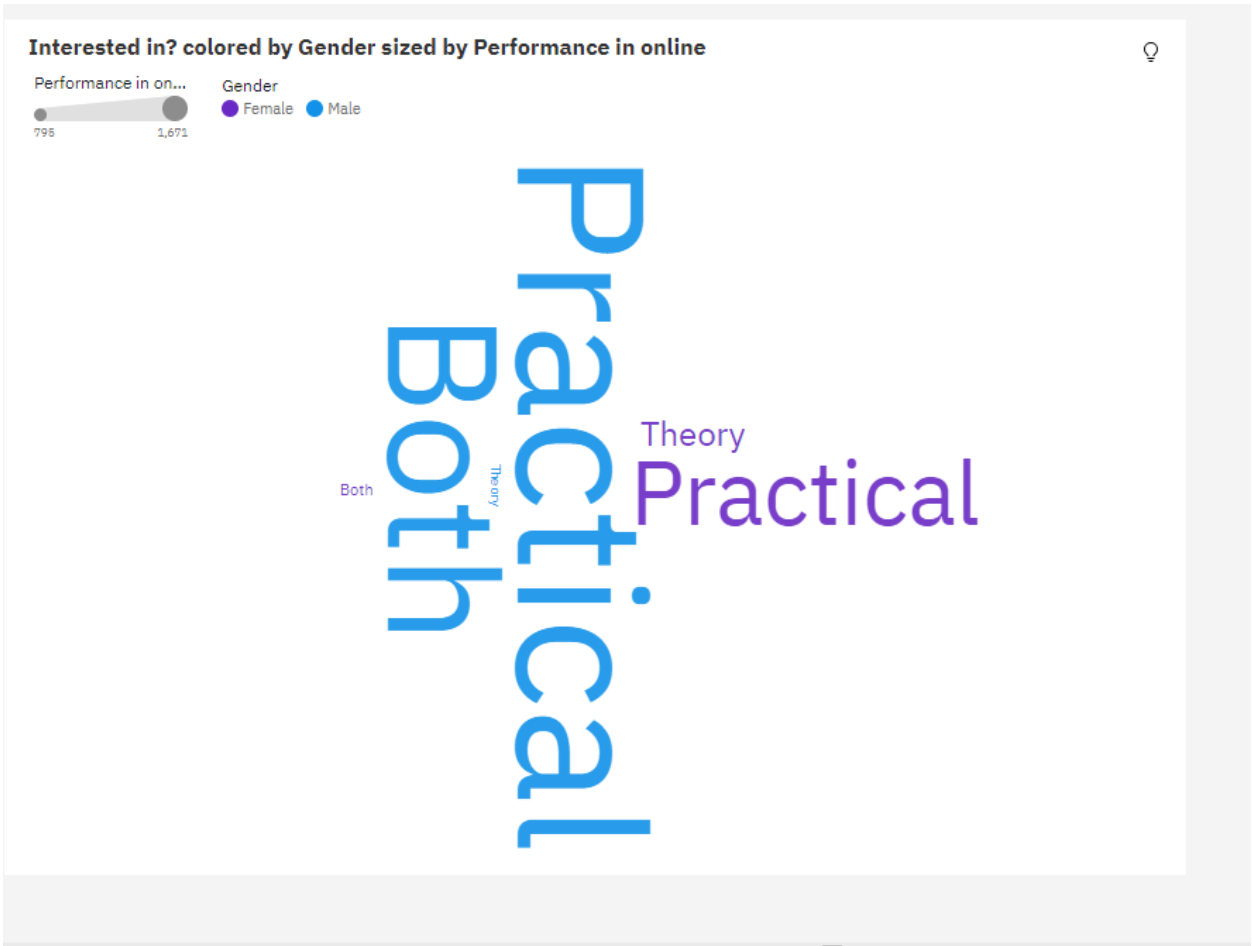 Interested in? colored by Gender sized by Performance in online
Performance in on...
Gender
Female
Male
795
1,671
Practical
Both
Theory
Practical
Theory
Both